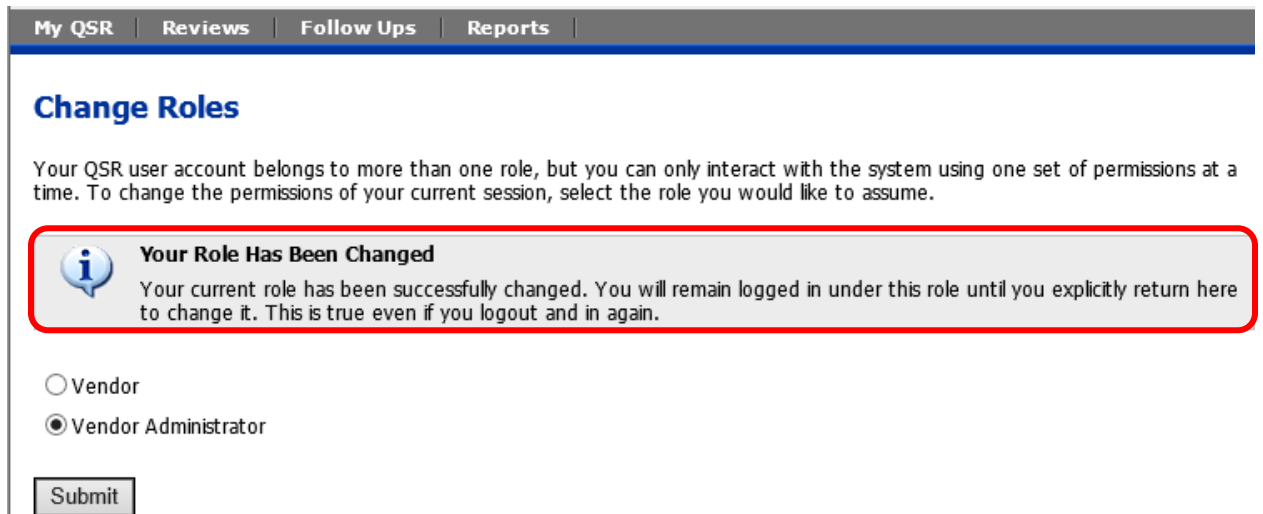 My QSR | Reviews | Follow Ups | Reports |
Change Roles
Your QSR user account belongs to more than one role, but you can only interact with the system using one set of permissions at a
time. To change the permissions of your current session, select the role you would like to assume.
Your Role Has Been Changed
Your current role has been successfully changed. You will remain logged in under this role until you explicitly return here
to change it. This is true even if you logout and in again.
Vendor
Vendor Administrator
Submit